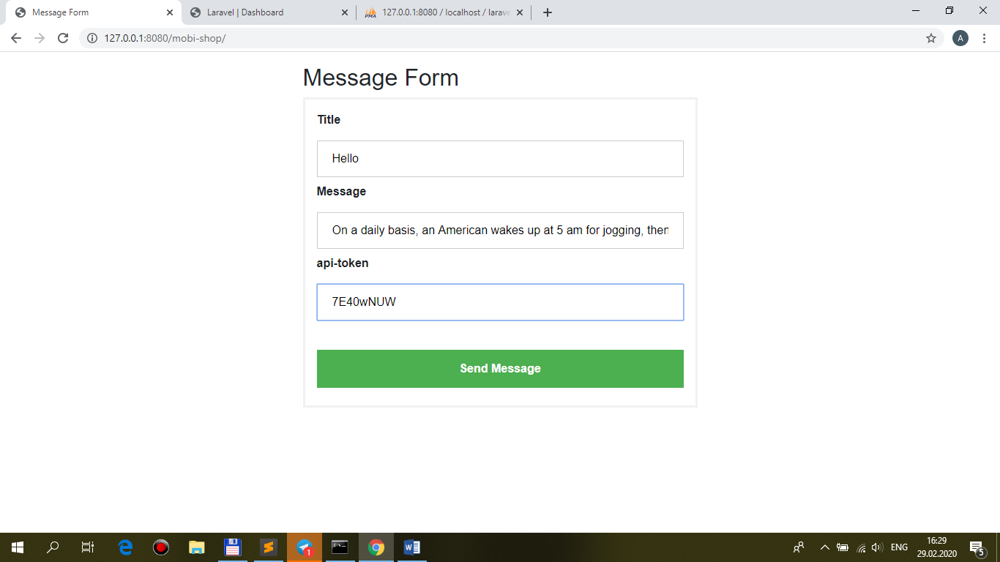 Message Form
Laravel | Dashboard
127.0.0.1:8080 / localhost / larave
127.0.0.1:8080/mobi-shop/
A
Message Form
Title
Hello
Message
On a daily basis, an American wakes up at 5 am for jogging, then
api-token
7E40wNUW
Send Message
1
ENG
16:29
29.02.2020
5